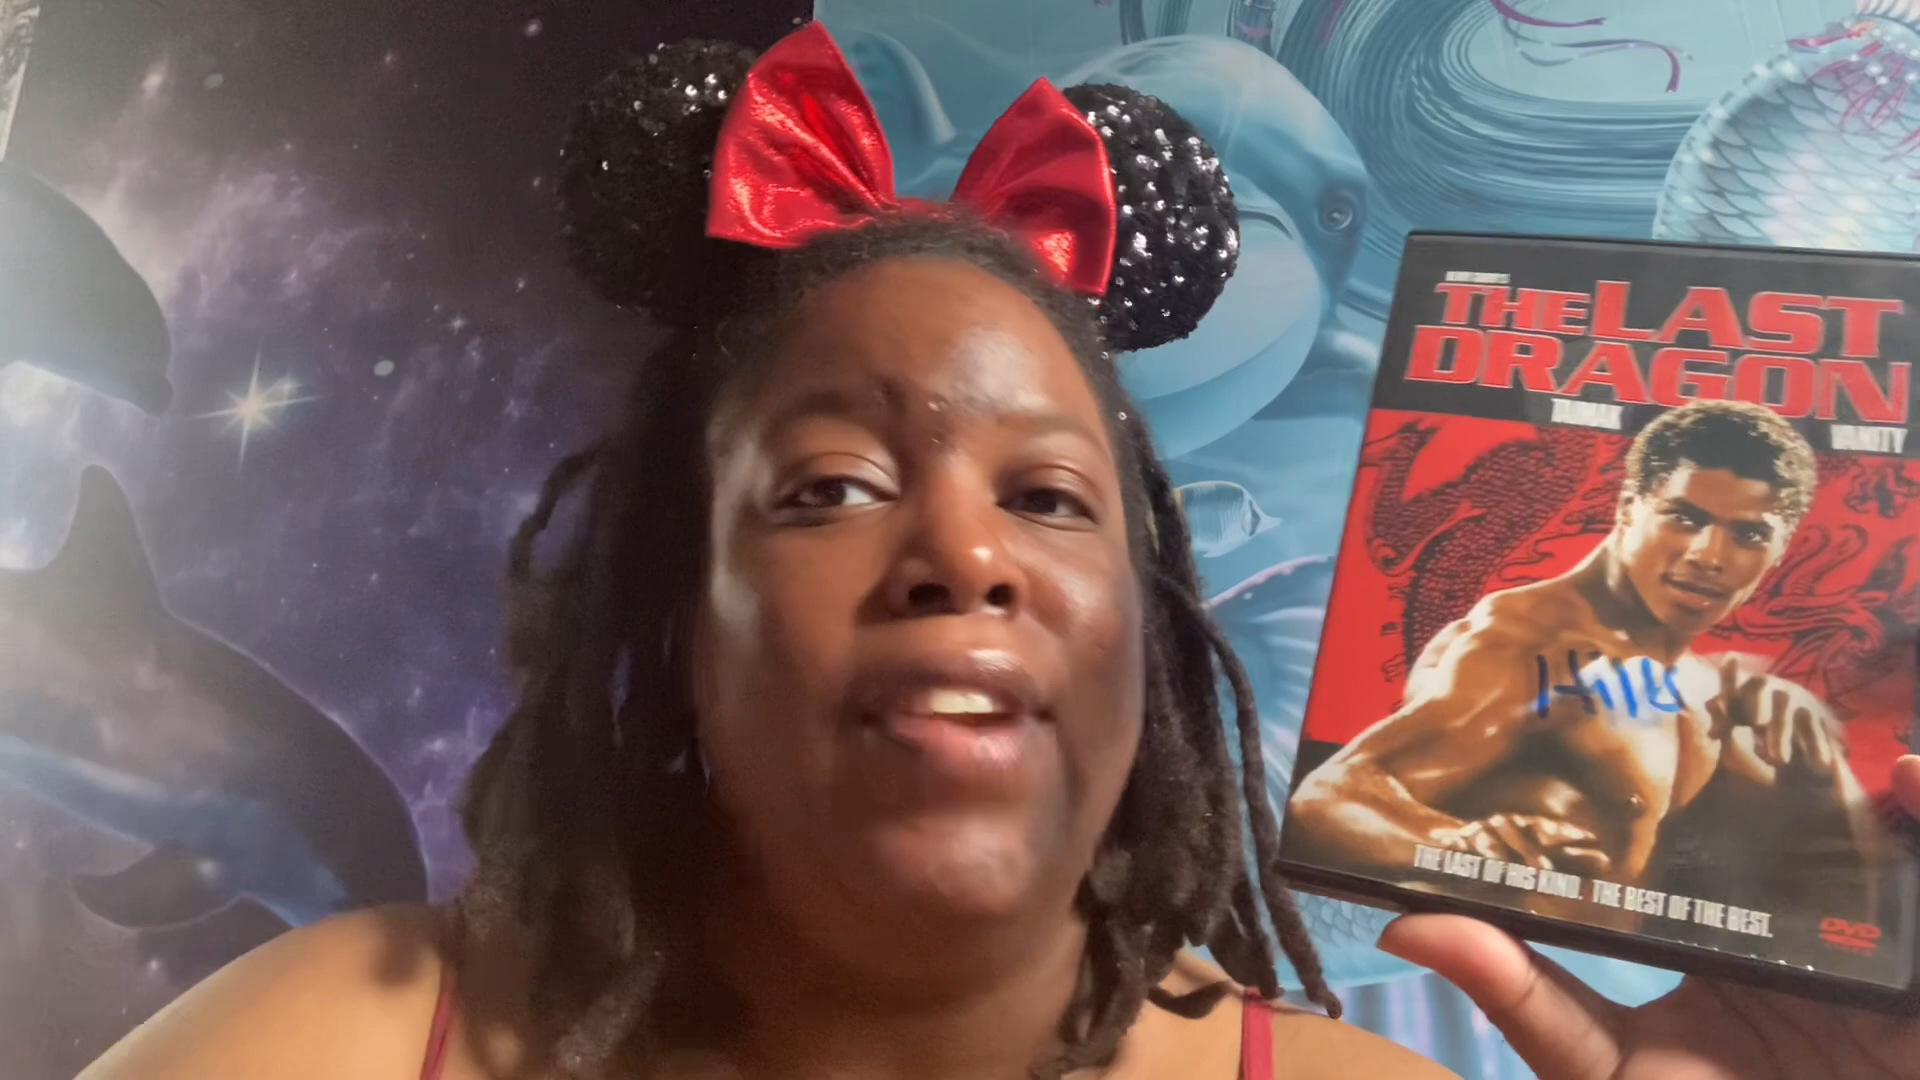 THE LAST
DRAGON
TAIMAK
VANITY
THE LAST OF HIS KIND. THE BEST OF THE BEST.
DVD